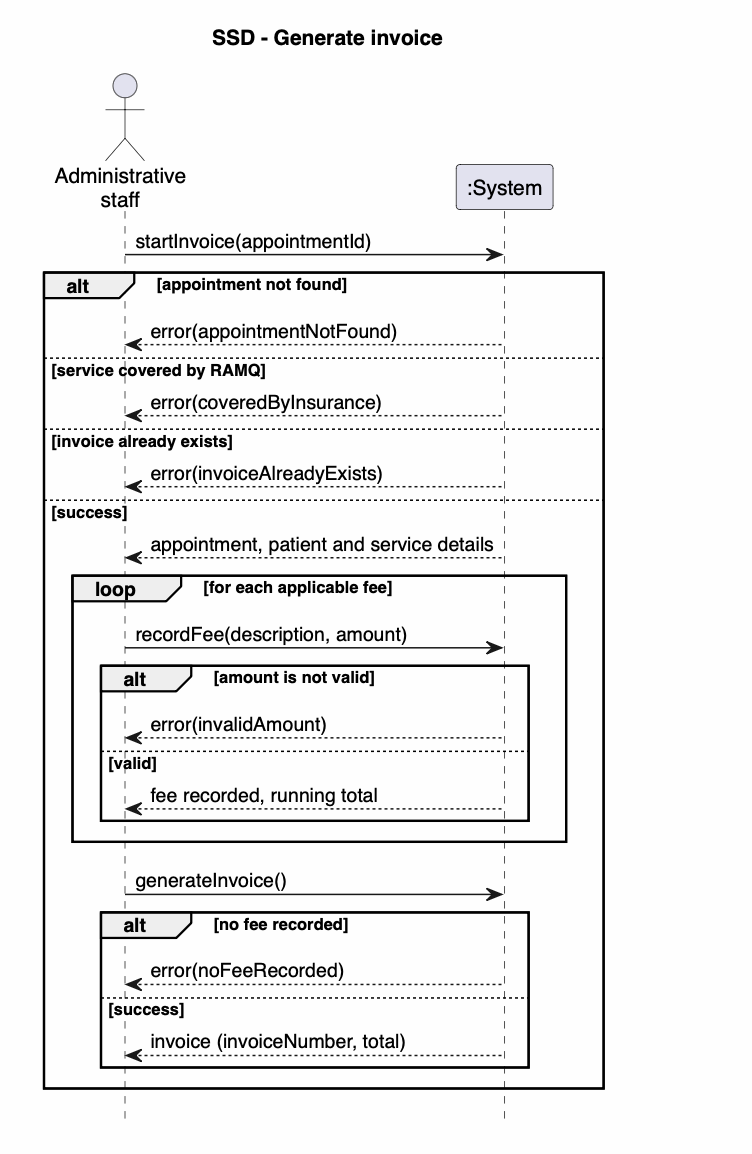 SSD - Generate invoice
Administrative
staff
:System
startInvoice(appointmentId)
alt [appointment not found]
error(appointmentNotFound)
[service covered by RAMQ]
error(coveredByInsurance)
[invoice already exists]
error(invoiceAlreadyExists)
[success]
appointment, patient and service details
loop [for each applicable fee]
recordFee(description, amount)
alt [amount is not valid]
error(invalidAmount)
[valid]
fee recorded, running total
generateInvoice()
alt [no fee recorded]
error(noFeeRecorded)
[success]
invoice (invoiceNumber, total)